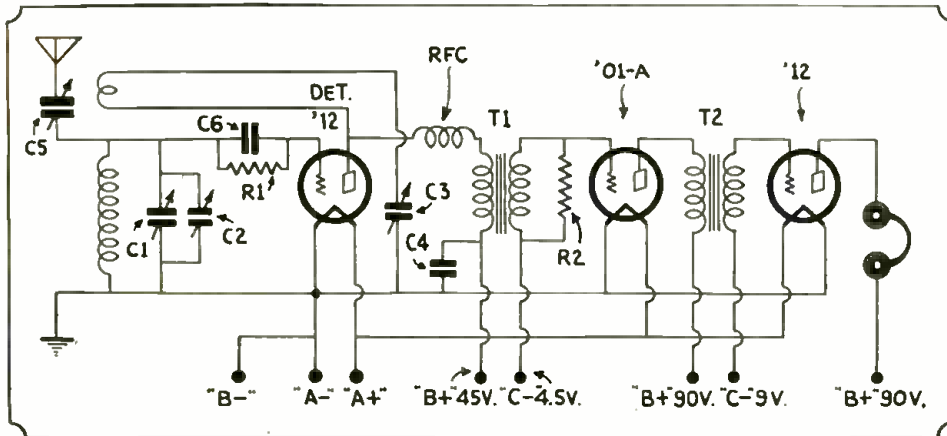 RFC
'01-A
'12
DET.
'12
T1
T2
C5
C6
R1
C3
C1
C2
C4
R2
"B-" "A-" "A+" "B+"45V. "C-"4.5V. "B+"90V. "C-"9V. "B+"90V.